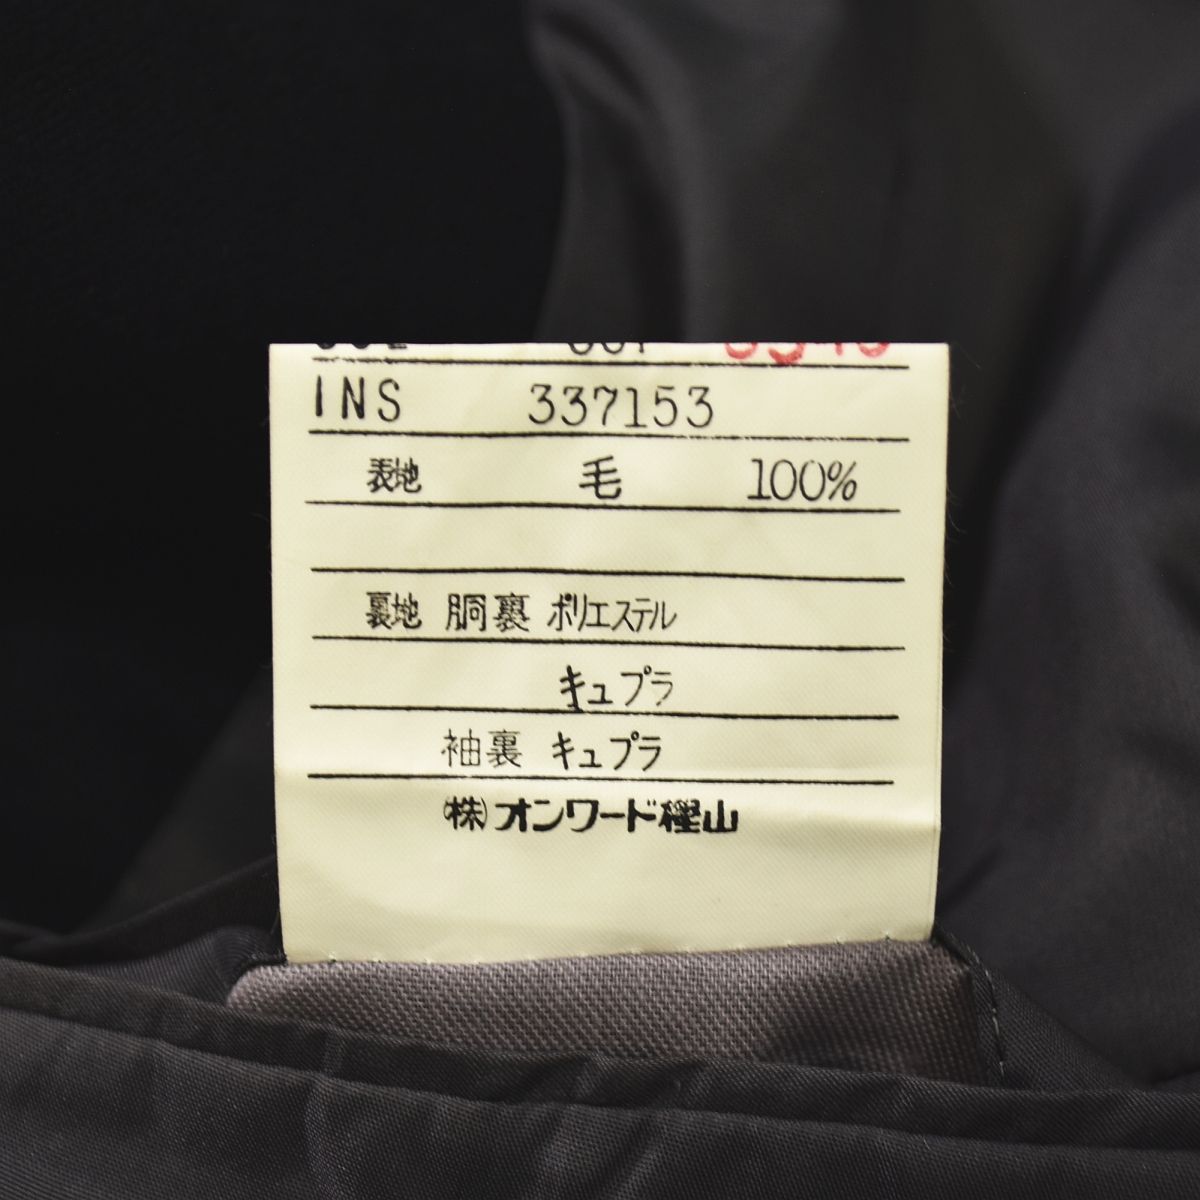 INS 337153
表地 毛 100%
裏地 胴裏 ポリエステル
キュプラ
袖裏 キュプラ
㈱オンワード樫山